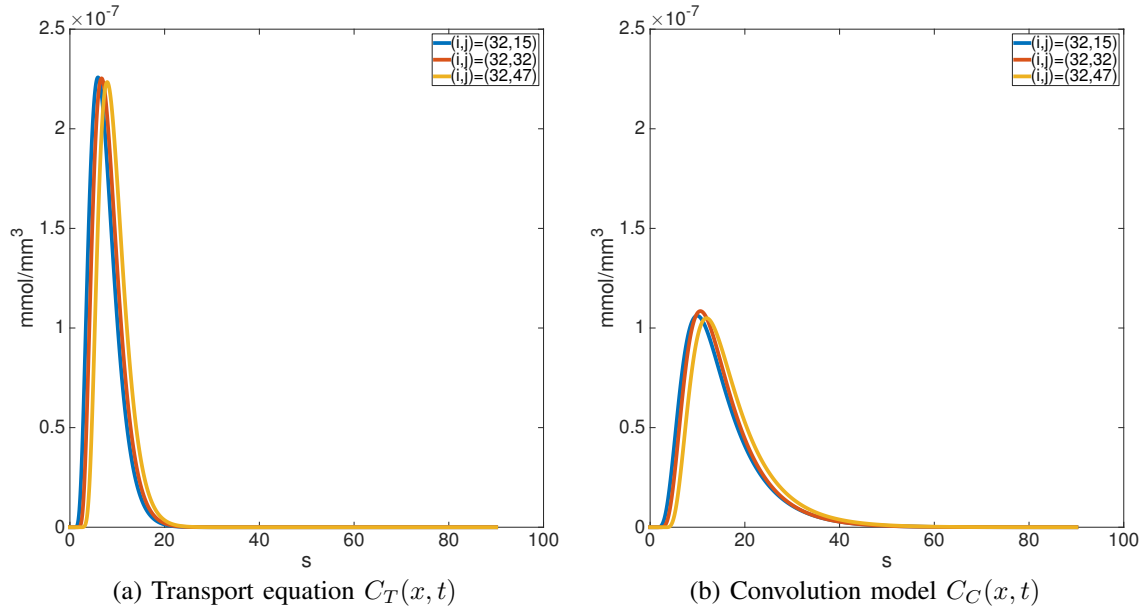 ×10⁻⁷
2.5
2
1.5
1
0.5
0
mmol/mm³
(i,j)=(32,15)
(i,j)=(32,32)
(i,j)=(32,47)
0 20 40 60 80 100
s
(a) Transport equation C_T(x, t)
×10⁻⁷
2.5
2
1.5
1
0.5
0
mmol/mm³
(i,j)=(32,15)
(i,j)=(32,32)
(i,j)=(32,47)
0 20 40 60 80 100
s
(b) Convolution model C_C(x, t)